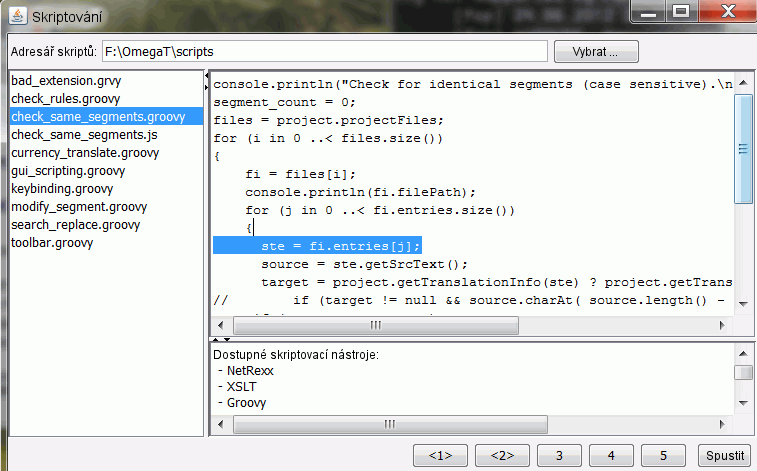 Skriptování
Adresář skriptů: F:\OmegaT\scripts Vybrat ...
bad_extension.grvy
check_rules.groovy
check_same_segments.groovy
check_same_segments.js
currency_translate.groovy
gui_scripting.groovy
keybinding.groovy
modify_segment.groovy
search_replace.groovy
toolbar.groovy
console.println("Check for identical segments (case sensitive).\n
segment_count = 0;
files = project.projectFiles;
for (i in 0 ..< files.size())
{
fi = files[i];
console.println(fi.filePath);
for (j in 0 ..< fi.entries.size())
{
ste = fi.entries[j];
source = ste.getSrcText();
target = project.getTranslationInfo(ste) ? project.getTrans
// if (target != null && source.charAt( source.length() -
Dostupné skriptovací nástroje:
- NetRexx
- XSLT
- Groovy
<1> <2> 3 4 5 Spustit